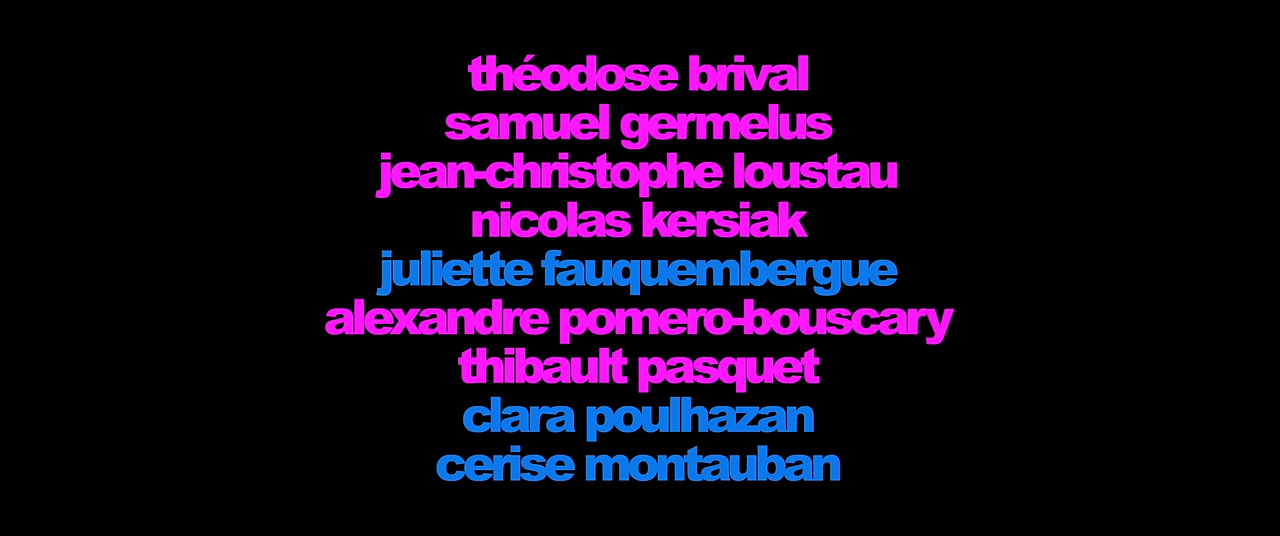 théodose brival
samuel germelus
jean-christophe loustau
nicolas kersiak
juliette fauquembergue
alexandre pomero-bouscary
thibault pasquet
clara poulhazan
cerise montauban